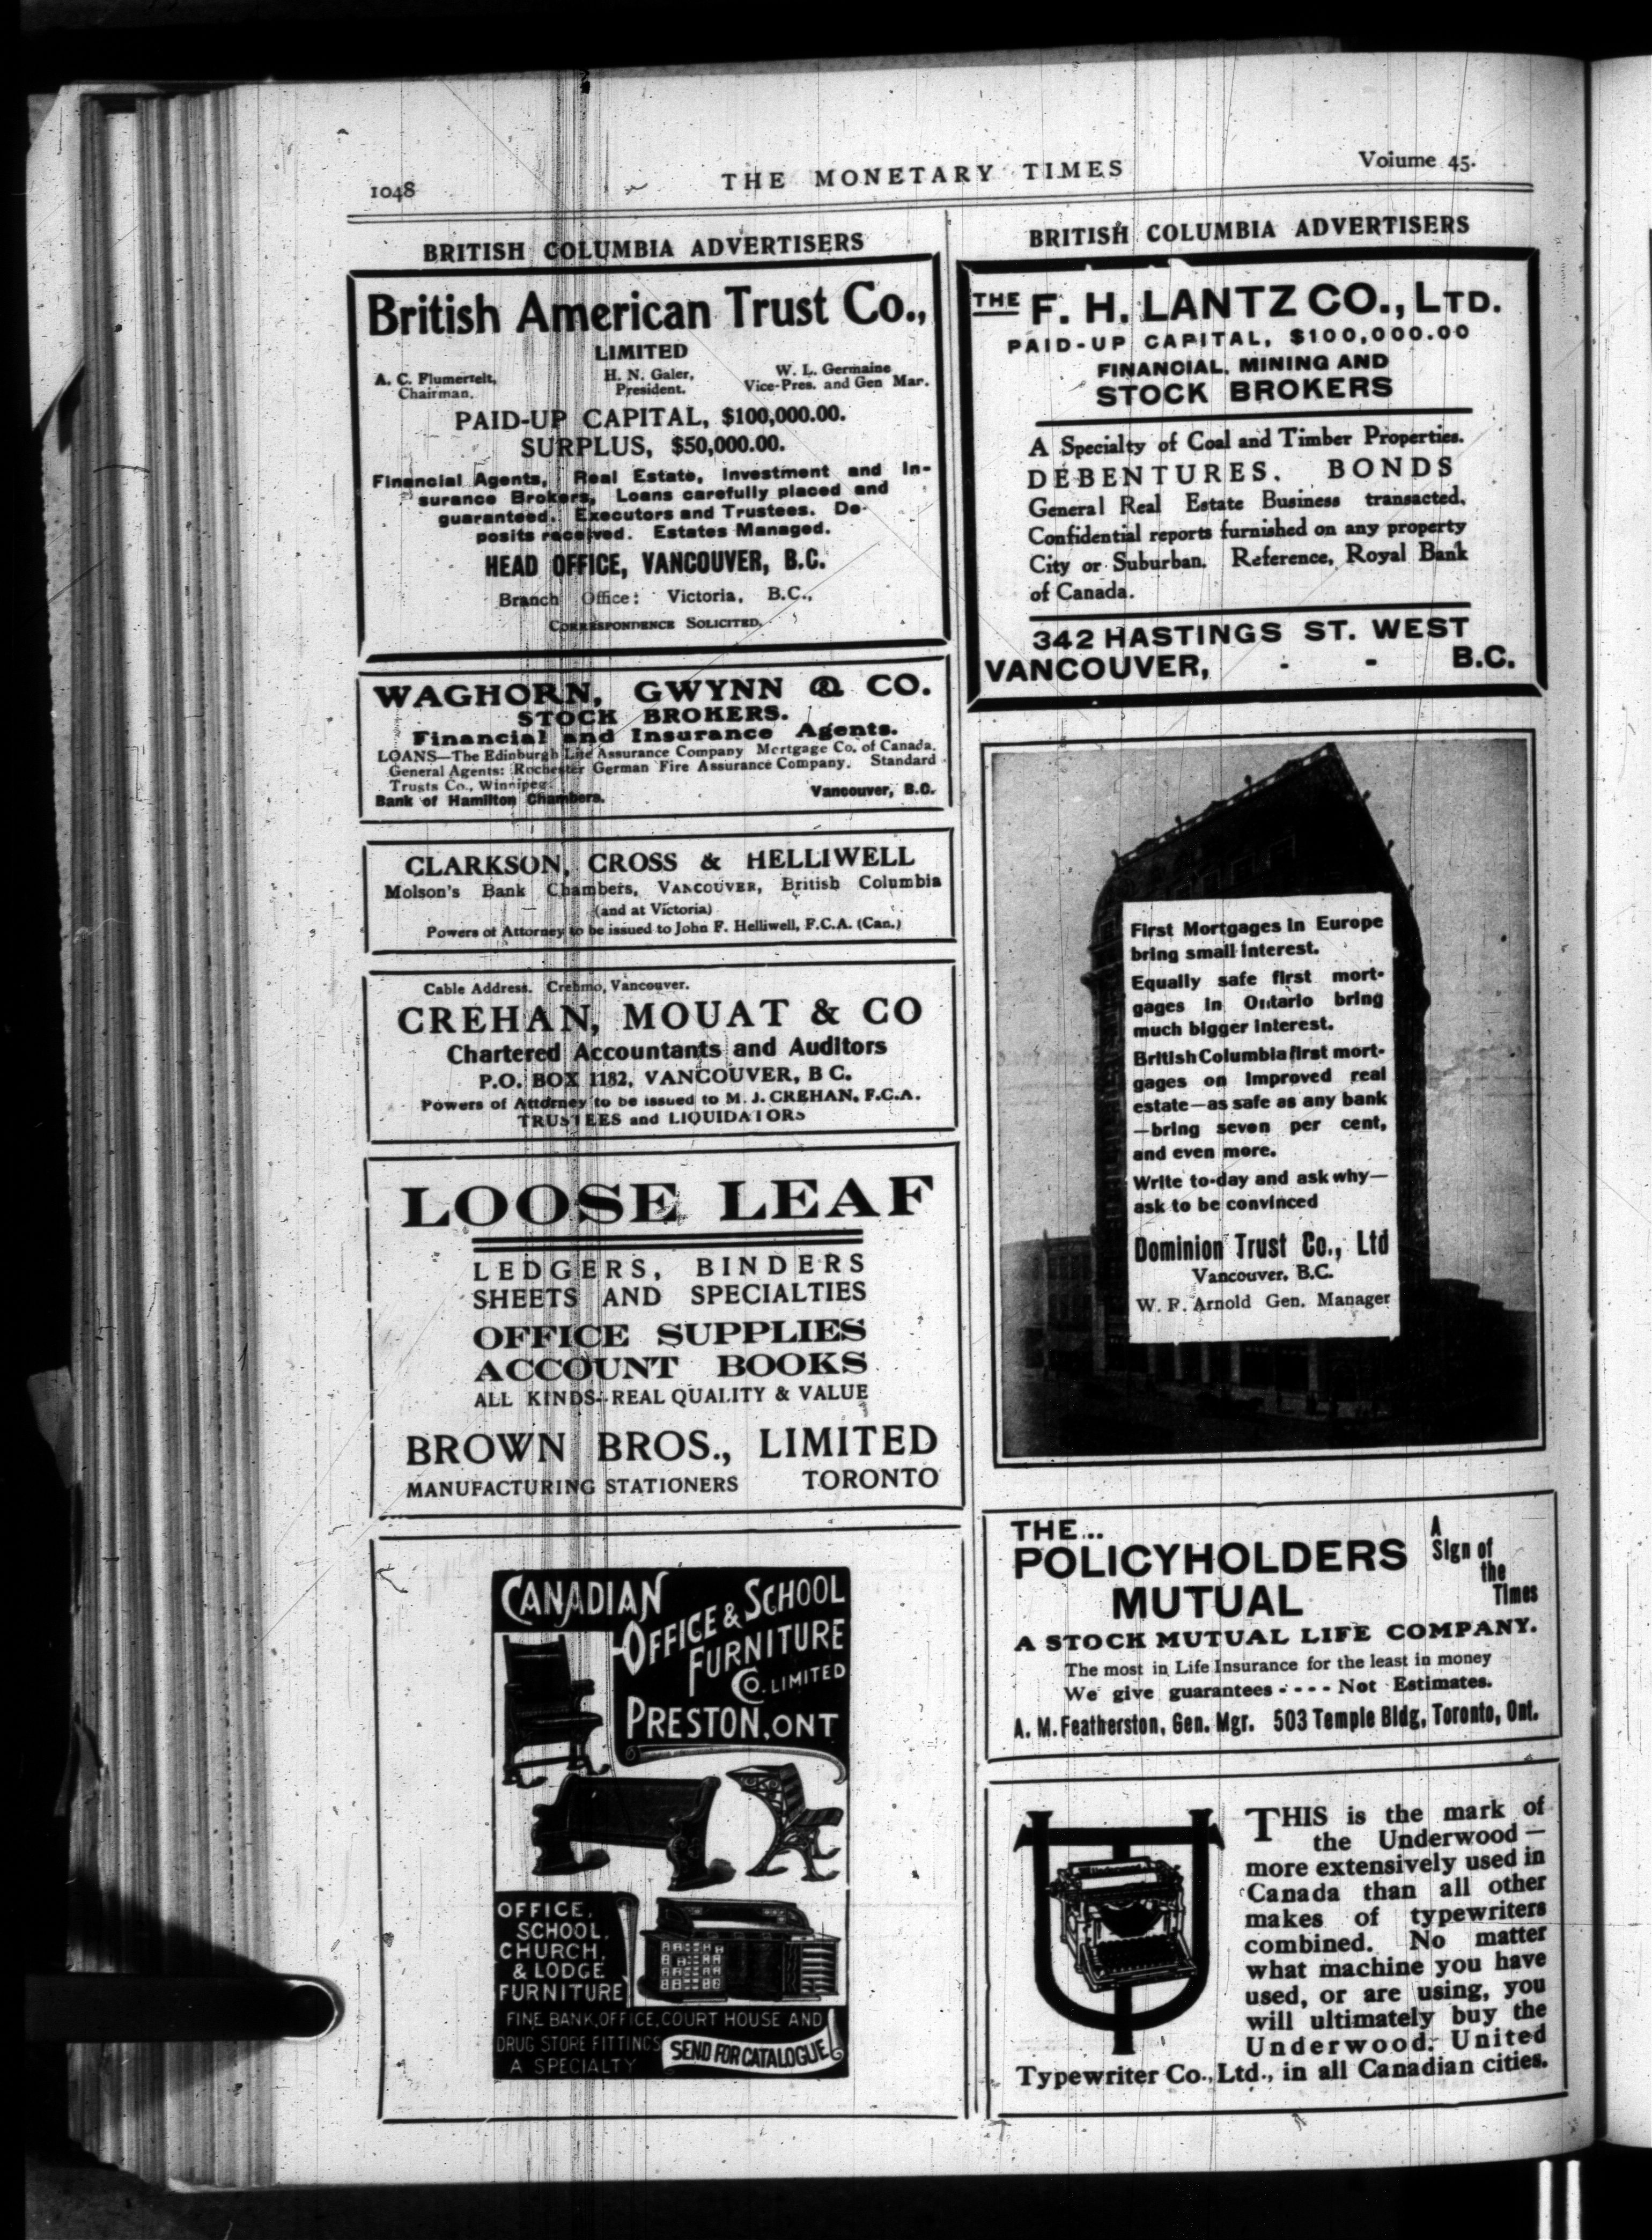 1048
THE MONETARY TIMES
Volume 45.
BRITISH COLUMBIA ADVERTISERS
British American Trust Co.,
LIMITED
A. C. Flumerfelt,
Chairman.
H. N. Galer,
President.
W. L. Germaine
Vice-Pres. and Gen Mar.
PAID-UP CAPITAL, $100,000.00.
SURPLUS, $50,000.00.
Financial Agents, Real Estate, Investment and In-
surance Brokers, Loans carefully placed and
guaranteed. Executors and Trustees. De-
posits received. Estates Managed.
HEAD OFFICE, VANCOUVER, B.C.
Branch Office: Victoria, B.C.,
CORRESPONDENCE SOLICITED.
WAGHORN, GWYNN & CO.
STOCK BROKERS.
Financial and Insurance Agents.
LOANS—The Edinburgh Life Assurance Company Mortgage Co. of Canada.
General Agents: Rochester German Fire Assurance Company. Standard
Trusts Co., Winnipeg.
Bank of Hamilton Chambers. Vancouver, B.C.
CLARKSON, CROSS & HELLIWELL
Molson's Bank Chambers, VANCOUVER, British Columbia
(and at Victoria)
Powers of Attorney to be issued to John F. Helliwell, F.C.A. (Can.)
Cable Address. Crehmo, Vancouver.
CREHAN, MOUAT & CO
Chartered Accountants and Auditors
P.O. BOX 1182, VANCOUVER, B C.
Powers of Attorney to be issued to M. J. CREHAN, F.C.A.
TRUSTEES and LIQUIDATORS
LOOSE LEAF
LEDGERS, BINDERS
SHEETS AND SPECIALTIES
OFFICE SUPPLIES
ACCOUNT BOOKS
ALL KINDS--REAL QUALITY & VALUE
BROWN BROS., LIMITED
MANUFACTURING STATIONERS TORONTO
CANADIAN
OFFICE & SCHOOL
FURNITURE
CO. LIMITED
PRESTON, ONT
OFFICE,
SCHOOL,
CHURCH,
& LODGE
FURNITURE
FINE BANK, OFFICE, COURT HOUSE AND
DRUG STORE FITTINGS
A SPECIALTY
SEND FOR CATALOGUE
BRITISH COLUMBIA ADVERTISERS
THE F. H. LANTZ CO., LTD.
PAID-UP CAPITAL, $100,000.00
FINANCIAL, MINING AND
STOCK BROKERS
A Specialty of Coal and Timber Properties.
DEBENTURES. BONDS
General Real Estate Business transacted.
Confidential reports furnished on any property
City or Suburban. Reference, Royal Bank
of Canada.
342 HASTINGS ST. WEST
VANCOUVER, - - B.C.
First Mortgages in Europe
bring small interest.
Equally safe first mort-
gages in Ontario bring
much bigger interest.
British Columbia first mort-
gages on improved real
estate—as safe as any bank
—bring seven per cent,
and even more.
Write to-day and ask why—
ask to be convinced
Dominion Trust Co., Ltd
Vancouver, B.C.
W. F. Arnold Gen. Manager
THE...
POLICYHOLDERS
MUTUAL
A
Sign of
the
Times
A STOCK MUTUAL LIFE COMPANY.
The most in Life Insurance for the least in money
We give guarantees - - - - Not Estimates.
A. M. Featherston, Gen. Mgr. 503 Temple Bldg, Toronto, Ont.
THIS is the mark of
the Underwood —
more extensively used in
Canada than all other
makes of typewriters
combined. No matter
what machine you have
used, or are using, you
will ultimately buy the
Underwood. United
Typewriter Co., Ltd., in all Canadian cities.